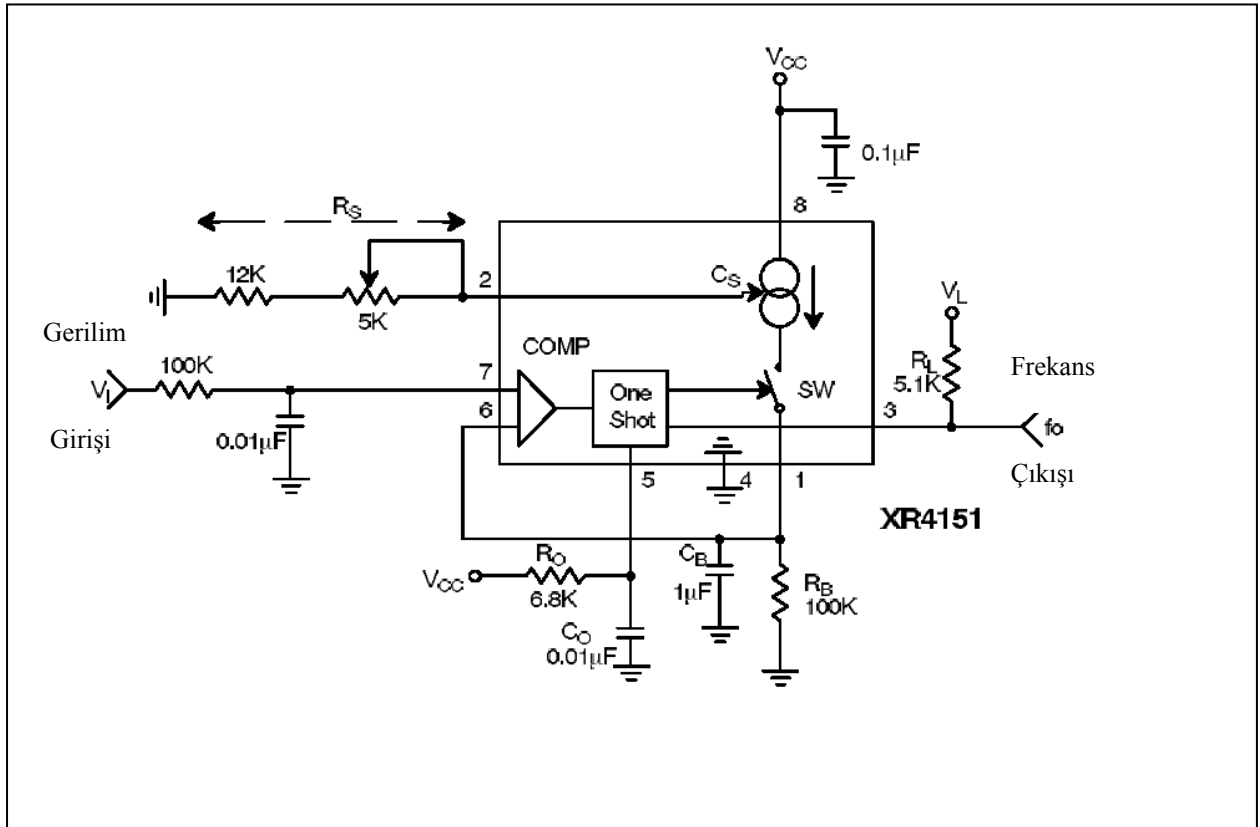 VCC
0.1µF
RS
8
12K
5K
2
CS
Gerilim
VI
Girişi
100K
0.01µF
7
6
COMP
One
Shot
SW
VL
RL
5.1K
Frekans
3
fo
Çıkışı
5
4
1
XR4151
VCC
RO
6.8K
CO
0.01µF
CB
1µF
RB
100K